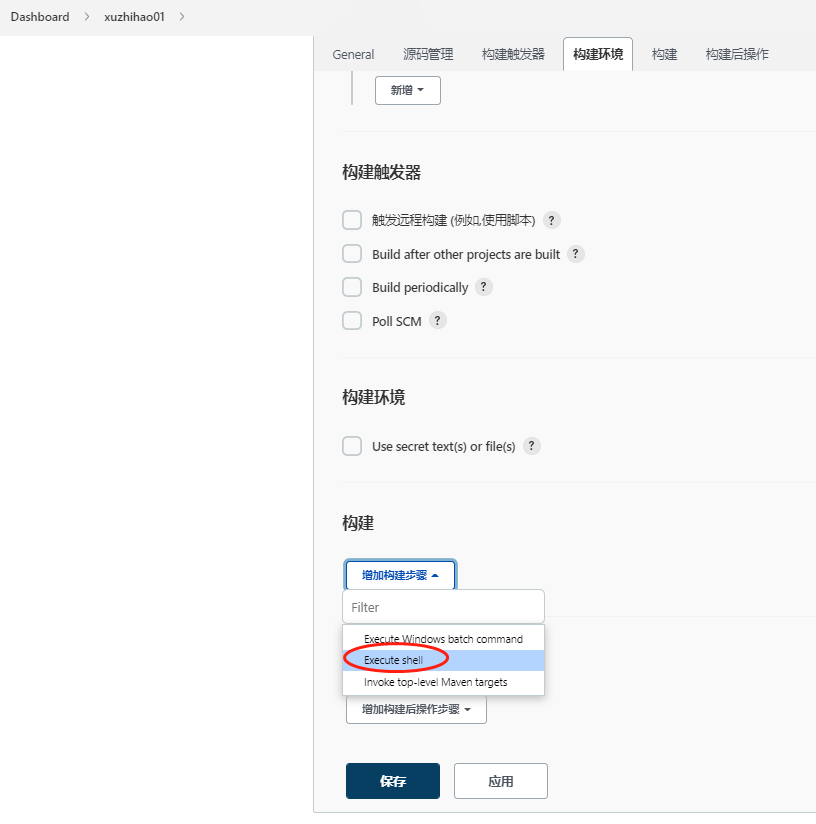 Dashboard > xuzhihao01 >
General 源码管理 构建触发器 构建环境 构建 构建后操作
新增
构建触发器
触发远程构建 (例如,使用脚本) ?
Build after other projects are built ?
Build periodically ?
Poll SCM ?
构建环境
Use secret text(s) or file(s) ?
构建
增加构建步骤
Filter
Execute Windows batch command
Execute shell
Invoke top-level Maven targets
增加构建后操作步骤
保存 应用